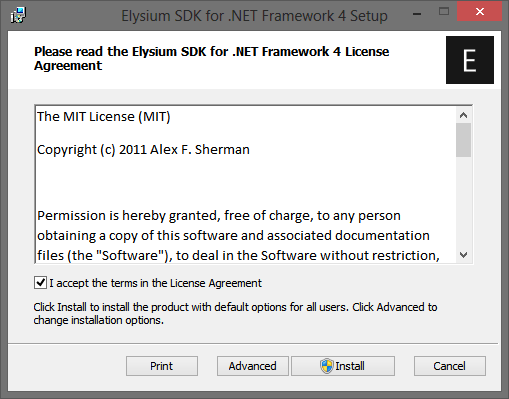 Elysium SDK for .NET Framework 4 Setup
Please read the Elysium SDK for .NET Framework 4 License
Agreement
E
The MIT License (MIT)
Copyright (c) 2011 Alex F. Sherman
Permission is hereby granted, free of charge, to any person
obtaining a copy of this software and associated documentation
files (the "Software"), to deal in the Software without restriction,
I accept the terms in the License Agreement
Click Install to install the product with default options for all users. Click Advanced to
change installation options.
Print
Advanced
Install
Cancel